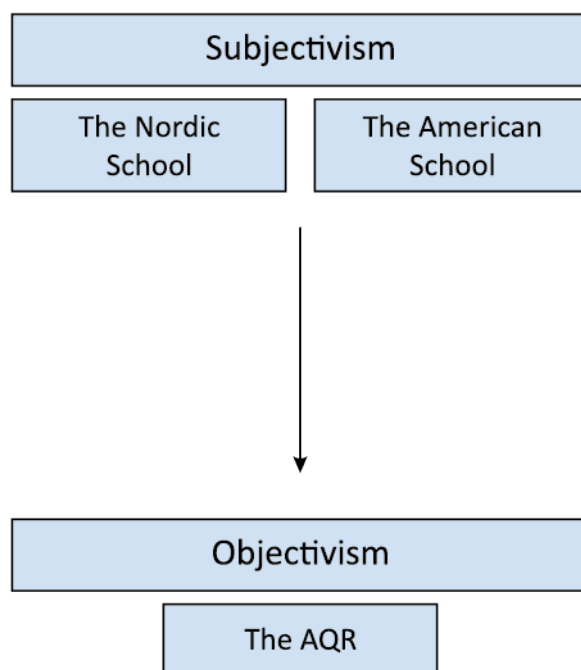 Subjectivism
The Nordic
School
The American
School
Objectivism
The AQR